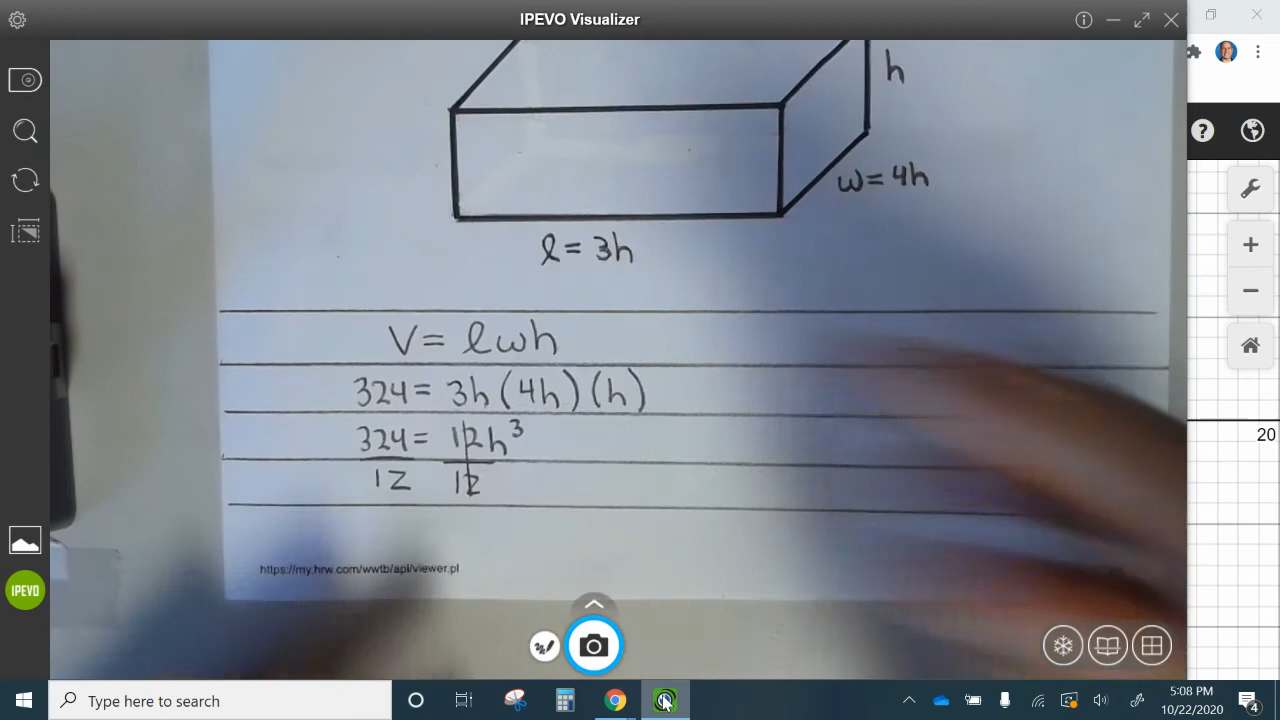 IPEVO Visualizer
h
w = 4h
l = 3h
V = lwh
324 = 3h (4h) (h)
324 = 12h³
12 12
https://my.hrw.com/wwtb/api/viewer.pl
20
IPEVO
Type here to search
5:08 PM
10/22/2020
4